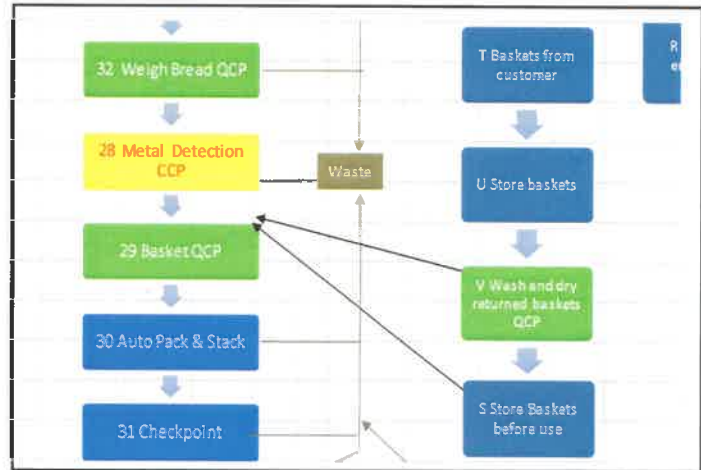 32 Weigh Bread QCP
28 Metal Detection
CCP
Waste
29 Basket QCP
30 Auto Pack & Stack
31 Checkpoint
T Baskets from
customer
U Store baskets
V Wash and dry
returned baskets
QCP
S Store Baskets
before use
R